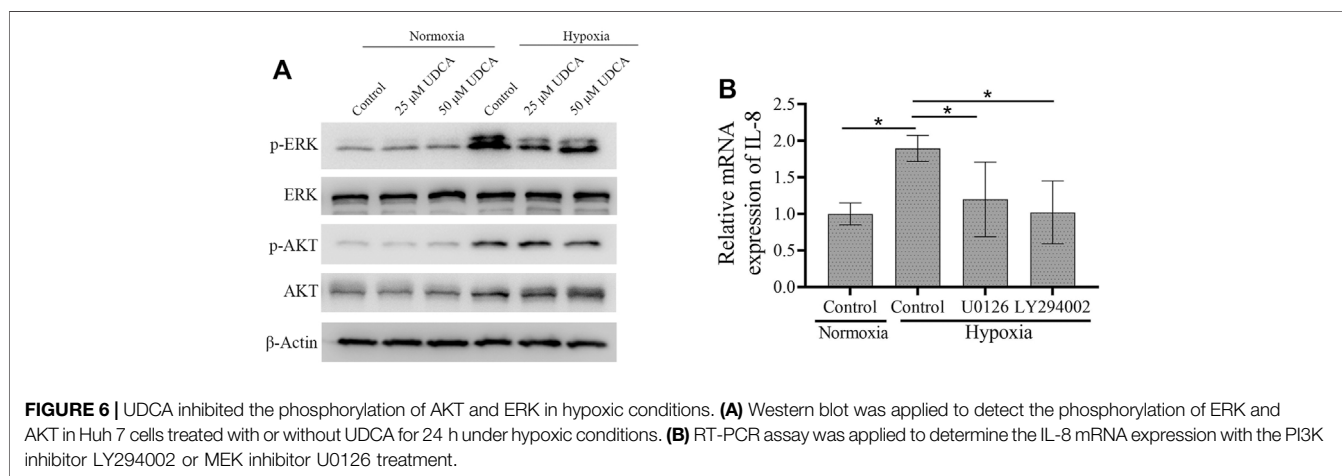 A
Normoxia
Hypoxia
Control
25 μM UDCA
50 μM UDCA
Control
25 μM UDCA
50 μM UDCA
p-ERK
ERK
p-AKT
AKT
β-Actin
B
Relative mRNA
expression of IL-8
2.5
2.0
1.5
1.0
0.5
0.0
*
*
*
Control Control U0126 LY294002
Normoxia Hypoxia
FIGURE 6 | UDCA inhibited the phosphorylation of AKT and ERK in hypoxic conditions. (A) Western blot was applied to detect the phosphorylation of ERK and
AKT in Huh 7 cells treated with or without UDCA for 24 h under hypoxic conditions. (B) RT-PCR assay was applied to determine the IL-8 mRNA expression with the PI3K
inhibitor LY294002 or MEK inhibitor U0126 treatment.